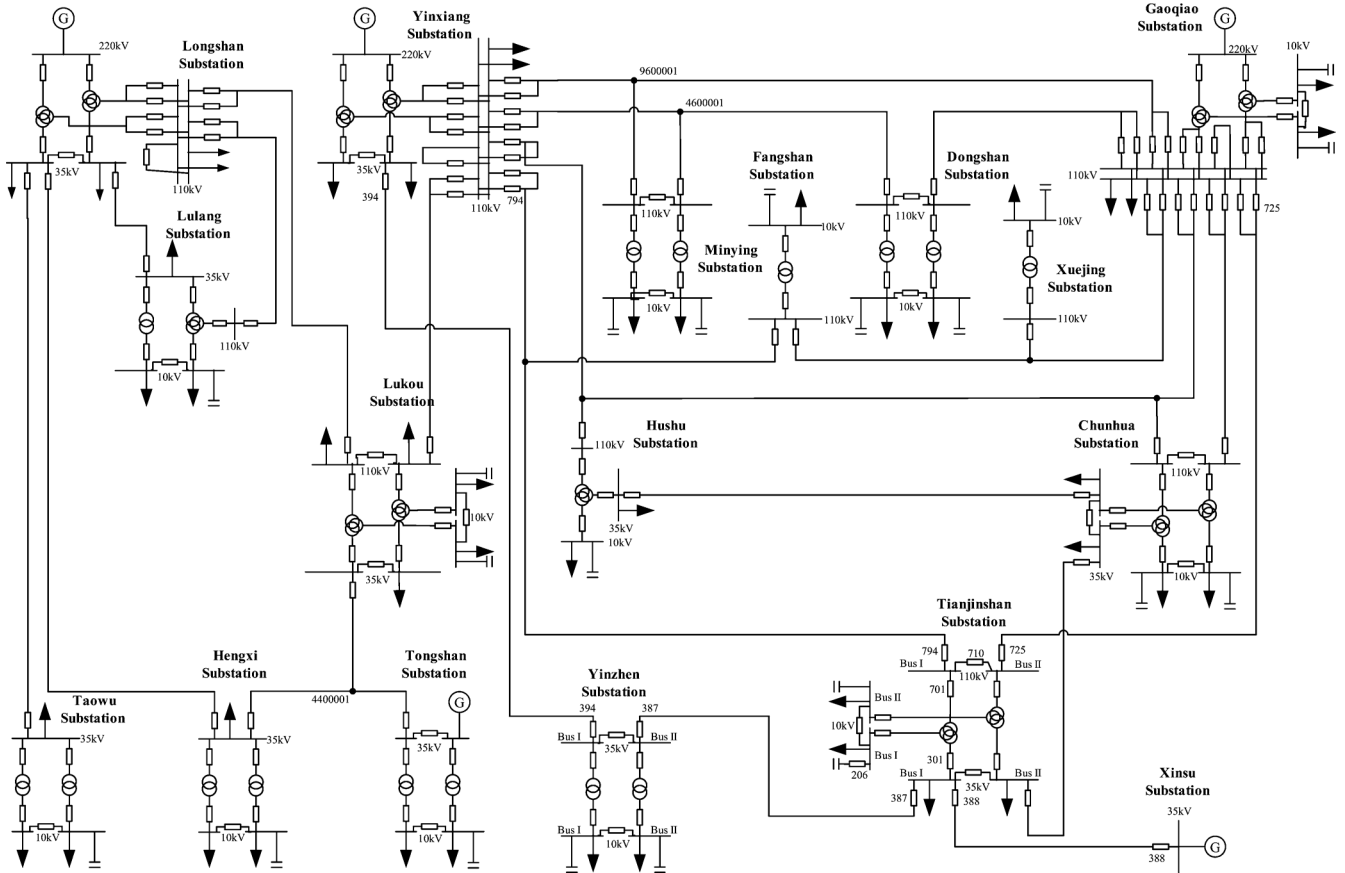 G
220kV
Longshan
Substation
35kV
110kV
Lulang
Substation
35kV
110kV
10kV
G
220kV
Yinxiang
Substation
35kV
394
110kV
794
9600001
4600001
110kV
Minying
Substation
10kV
Fangshan
Substation
10kV
110kV
Dongshan
Substation
110kV
10kV
Xuejing
Substation
10kV
110kV
Gaoqiao
Substation
G
220kV
10kV
110kV
725
Lukou
Substation
110kV
10kV
35kV
Hushu
Substation
110kV
35kV
10kV
Chunhua
Substation
110kV
35kV
10kV
Taowu
Substation
35kV
10kV
Hengxi
Substation
35kV
10kV
4400001
Tongshan
Substation
G
35kV
10kV
Yinzhen
Substation
394
387
Bus I
35kV
Bus II
Bus I
10kV
Bus II
Tianjinshan
Substation
794
710
725
Bus I
110kV
Bus II
701
Bus II
10kV
Bus I
206
301
Bus I
35kV
Bus II
387
388
Xinsu
Substation
35kV
G
388